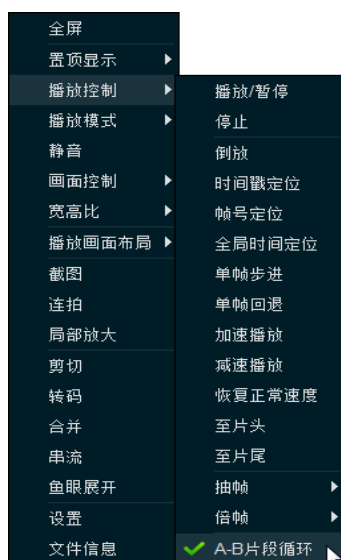 全屏
置顶显示
播放控制
播放模式
静音
画面控制
宽高比
播放画面布局
截图
连拍
局部放大
剪切
转码
合并
串流
鱼眼展开
设置
文件信息
播放/暂停
停止
倒放
时间戳定位
帧号定位
全局时间定位
单帧步进
单帧回退
加速播放
减速播放
恢复正常速度
至片头
至片尾
抽帧
倍帧
A-B片段循环